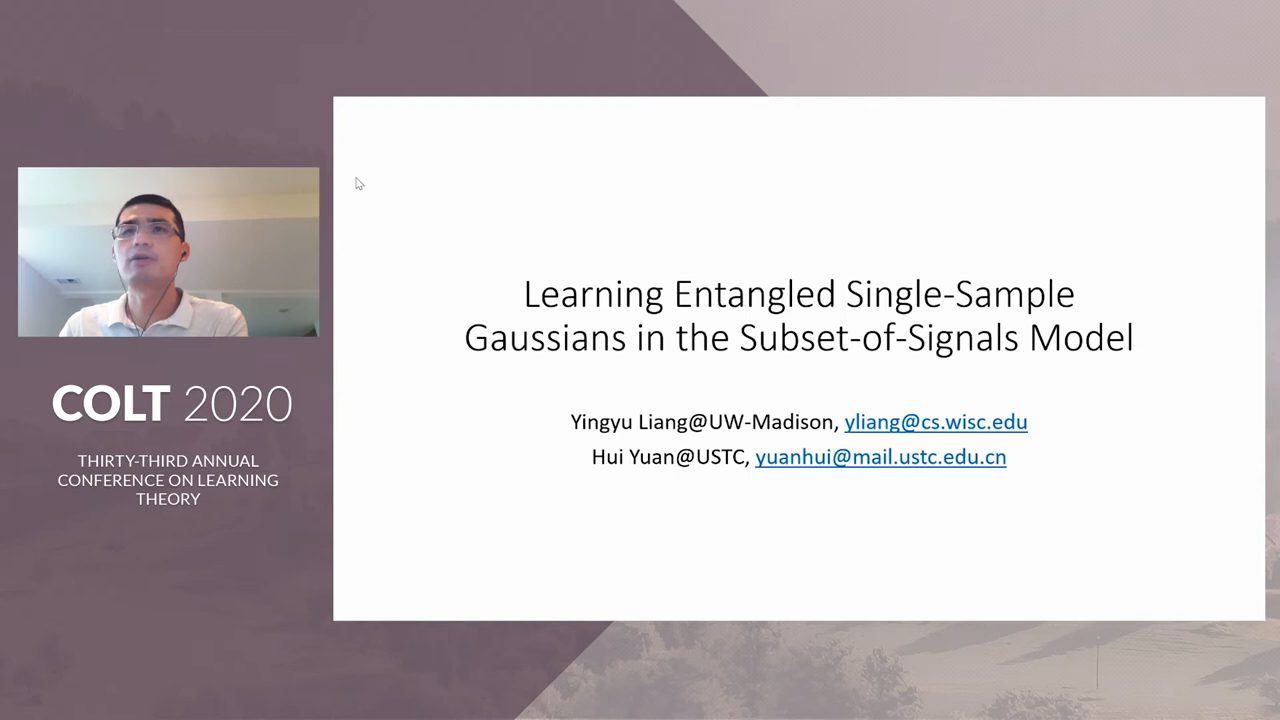 COLT 2020
THIRTY-THIRD ANNUAL
CONFERENCE ON LEARNING
THEORY
Learning Entangled Single-Sample
Gaussians in the Subset-of-Signals Model
Yingyu Liang@UW-Madison, yliang@cs.wisc.edu
Hui Yuan@USTC, yuanhui@mail.ustc.edu.cn